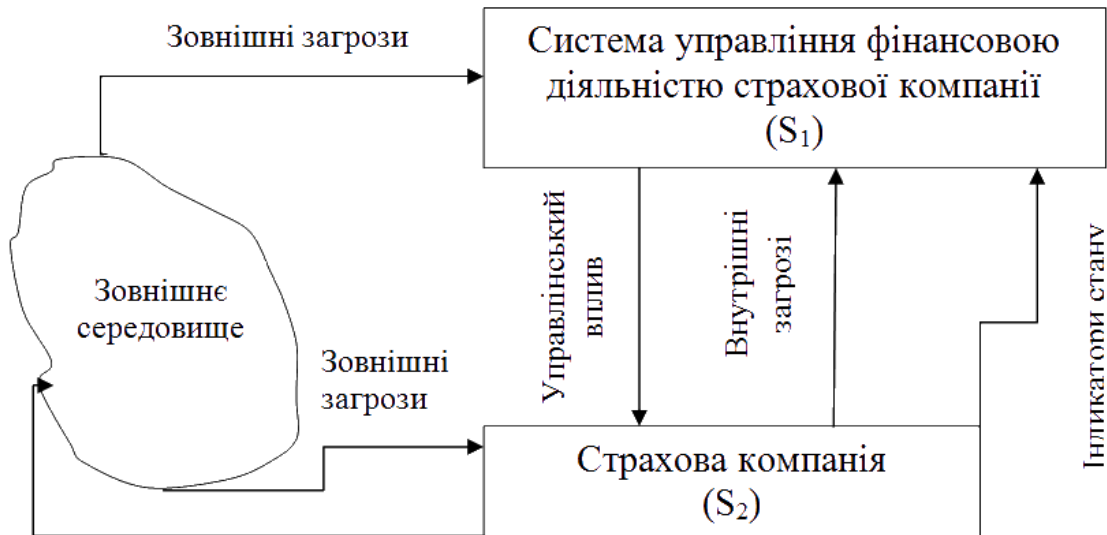 Зовнішні загрози
Система управління фінансовою
діяльністю страхової компанії
(S₁)
Зовнішнє
середовище
Зовнішні
загрози
Управлінський
вплив
Внутрішні
загрозі
Індикатори стану
Страхова компанія
(S₂)